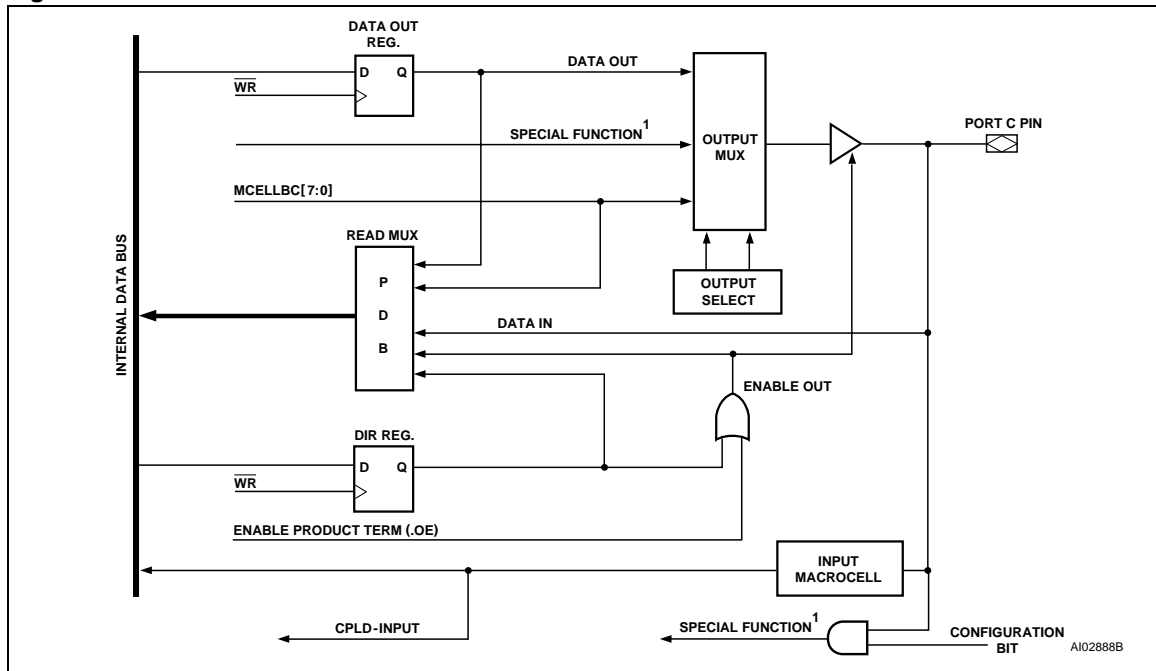 DATA OUT
REG.
D Q
WR
DATA OUT
SPECIAL FUNCTION1
OUTPUT
MUX
PORT C PIN
MCELLBC[7:0]
READ MUX
P
D
B
OUTPUT
SELECT
INTERNAL DATA BUS
DATA IN
ENABLE OUT
DIR REG.
D Q
WR
ENABLE PRODUCT TERM (.OE)
INPUT
MACROCELL
CPLD-INPUT
SPECIAL FUNCTION1
CONFIGURATION
BIT
AI02888B